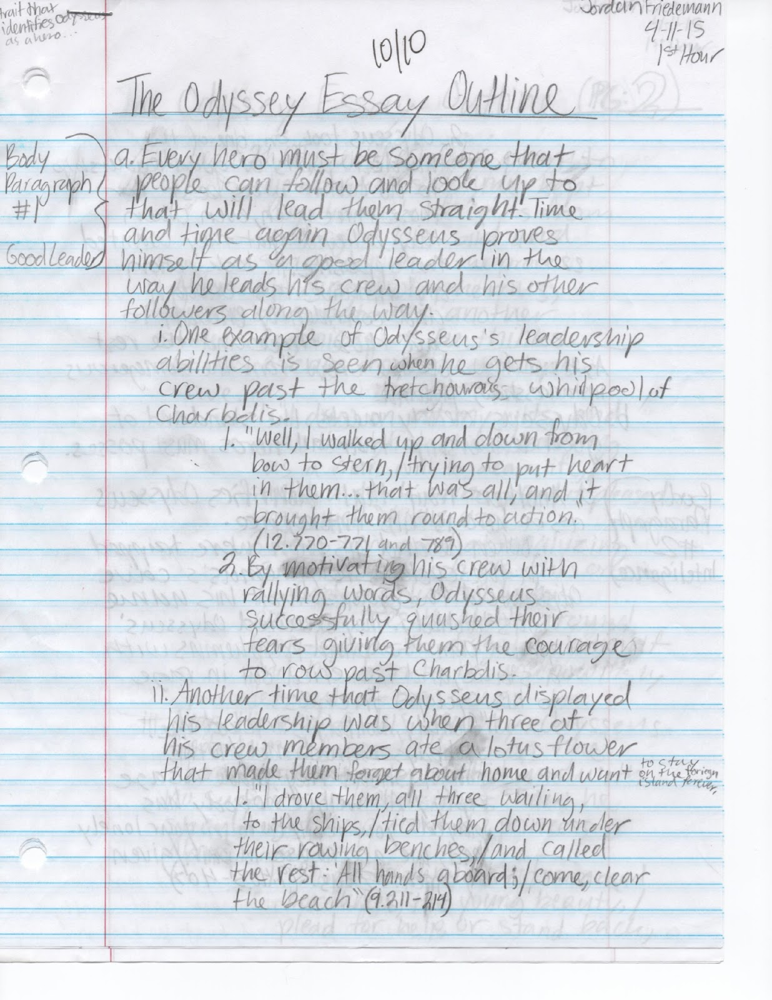 trait that
identifies Odysseus
as a hero...
Jordan Friedemann
4-11-15
1st Hour
10/10
The Odyssey Essay Outline
Body
Paragraph
#1
Good Leader
a. Every hero must be someone that
people can follow and look up to
that will lead them straight. Time
and time again Odysseus proves
himself as a good leader in the
way he leads his crew and his other
followers along the way.
i. One example of Odysseus's leadership
abilities is seen when he gets his
crew past the tretchourous whirlpool of
Charbdis.
1. "Well, I walked up and down from
bow to stern,/trying to put heart
in them...that was all, and it
brought them round to action."
(12.770-771 and 789)
2. By motivating his crew with
rallying words, Odysseus
successfully quashed their
fears giving them the courage
to row past Charbdis.
ii. Another time that Odysseus displayed
his leadership was when three of
his crew members ate a lotus flower
that made them forget about home and want to stay
on the foriegn
island forever.
1. "I drove them, all three wailing,
to the ships,/tied them down under
their rowing benches,/and called
the rest: 'All hands aboard;/come, clear
the beach" (9.211-214)